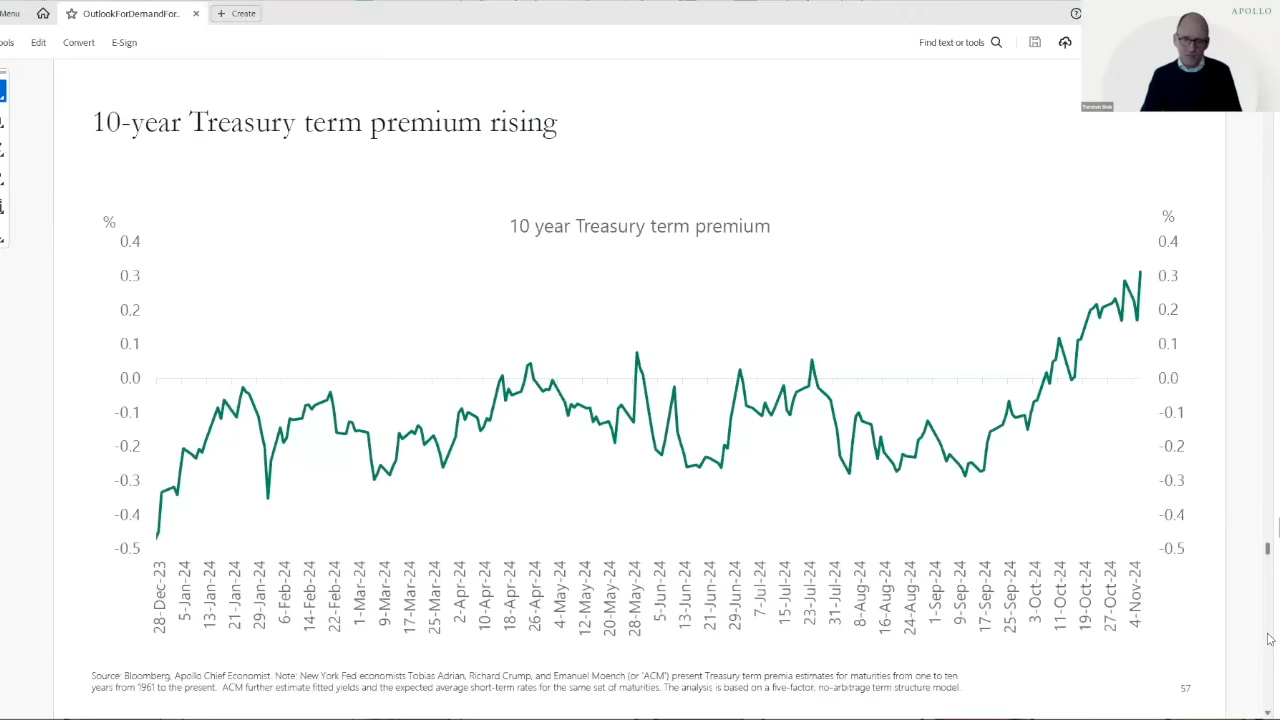 Menu
OutlookForDemandFor...
×
+ Create
?
APOLLO
Edit
Convert
E-Sign
Find text or tools
Torsten Slok
10-year Treasury term premium rising
%
10 year Treasury term premium
%
0.4
0.4
0.3
0.3
0.2
0.2
0.1
0.1
0.0
0.0
-0.1
-0.1
-0.2
-0.2
-0.3
-0.3
-0.4
-0.4
-0.5
-0.5
28-Dec-23
5-Jan-24
13-Jan-24
21-Jan-24
29-Jan-24
6-Feb-24
14-Feb-24
22-Feb-24
1-Mar-24
9-Mar-24
17-Mar-24
25-Mar-24
2-Apr-24
10-Apr-24
18-Apr-24
26-Apr-24
4-May-24
12-May-24
20-May-24
28-May-24
5-Jun-24
13-Jun-24
21-Jun-24
29-Jun-24
7-Jul-24
15-Jul-24
23-Jul-24
31-Jul-24
8-Aug-24
16-Aug-24
24-Aug-24
1-Sep-24
9-Sep-24
17-Sep-24
25-Sep-24
3-Oct-24
11-Oct-24
19-Oct-24
27-Oct-24
4-Nov-24
Source: Bloomberg, Apollo Chief Economist. Note: New York Fed economists Tobias Adrian, Richard Crump, and Emanuel Moench (or 'ACM') present Treasury term premia estimates for maturities from one to ten
years from 1961 to the present. ACM further estimate fitted yields and the expected average short-term rates for the same set of maturities. The analysis is based on a five-factor, no-arbitrage term structure model.
57